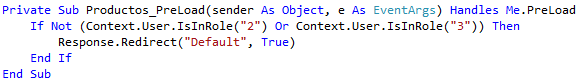 Private Sub Productos_PreLoad(sender As Object, e As EventArgs) Handles Me.PreLoad
If Not (Context.User.IsInRole("2") Or Context.User.IsInRole("3")) Then
Response.Redirect("Default", True)
End If
End Sub